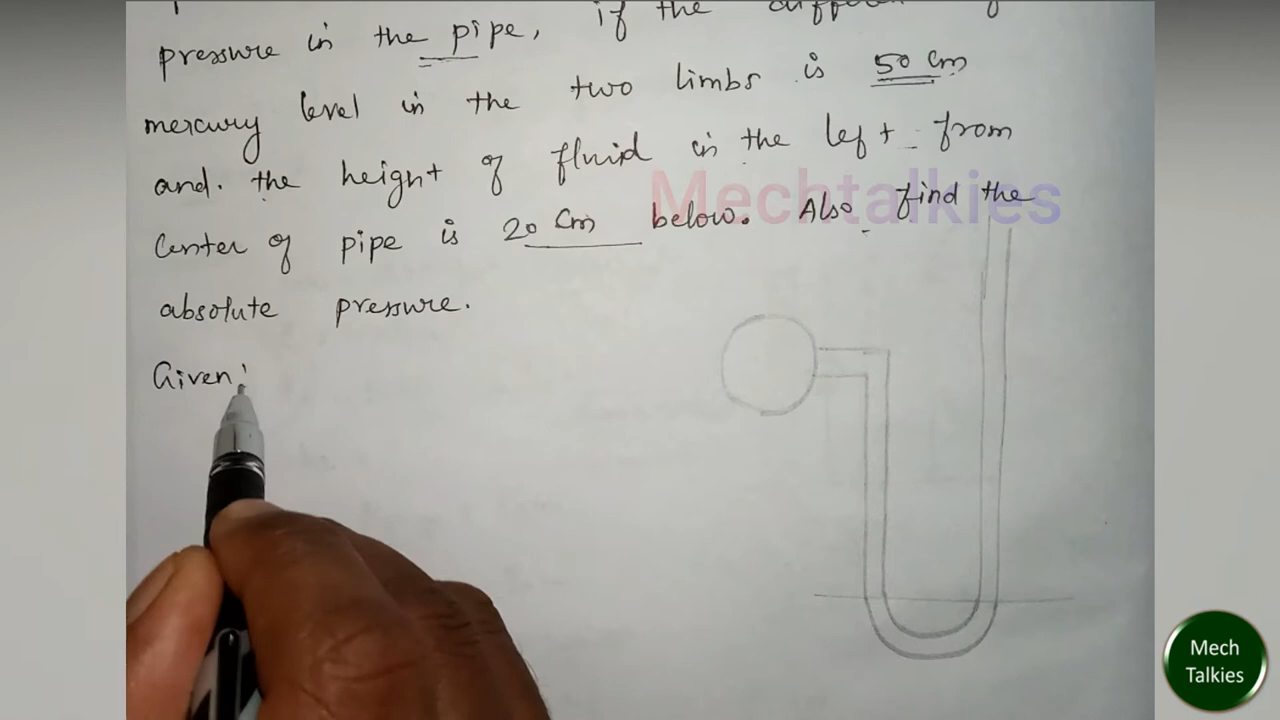 if the
pressure in the pipe,
mercury level in the two limbs is 50 cm
and. the height of fluid in the left from
Mechtalkies
center of pipe is 20 cm below. Also find the
absolute pressure.
Given:
Mech
Talkies